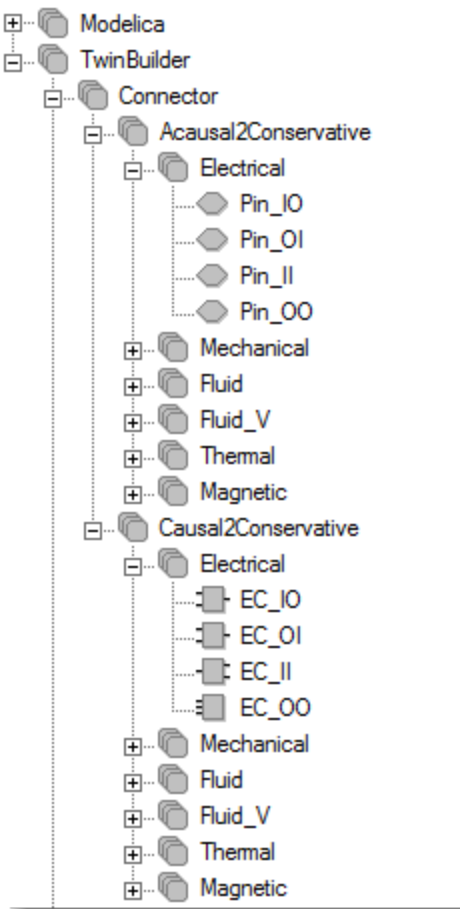 Modelica
TwinBuilder
Connector
Acausal2Conservative
Electrical
Pin_IO
Pin_OI
Pin_II
Pin_OO
Mechanical
Fluid
Fluid_V
Thermal
Magnetic
Causal2Conservative
Electrical
EC_IO
EC_OI
EC_II
EC_OO
Mechanical
Fluid
Fluid_V
Thermal
Magnetic